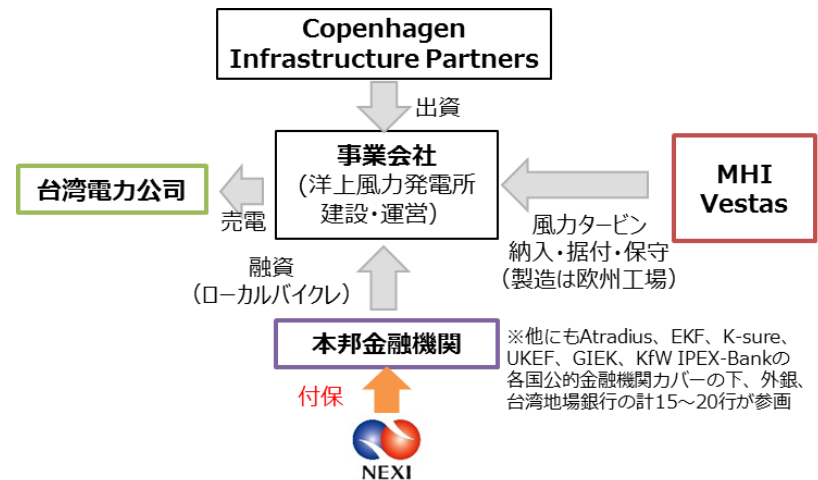 Copenhagen
Infrastructure Partners
出資
事業会社
(洋上風力発電所
建設・運営)
台湾電力公司
売電
MHI
Vestas
風力タービン
納入・据付・保守
(製造は欧州工場)
融資
(ローカルバイクレ)
本邦金融機関
※他にもAtradius、EKF、K-sure、
UKEF、GIEK、KfW IPEX-Bankの
各国公的金融機関カバーの下、外銀、
台湾地場銀行の計15～20行が参画
付保
NEXI